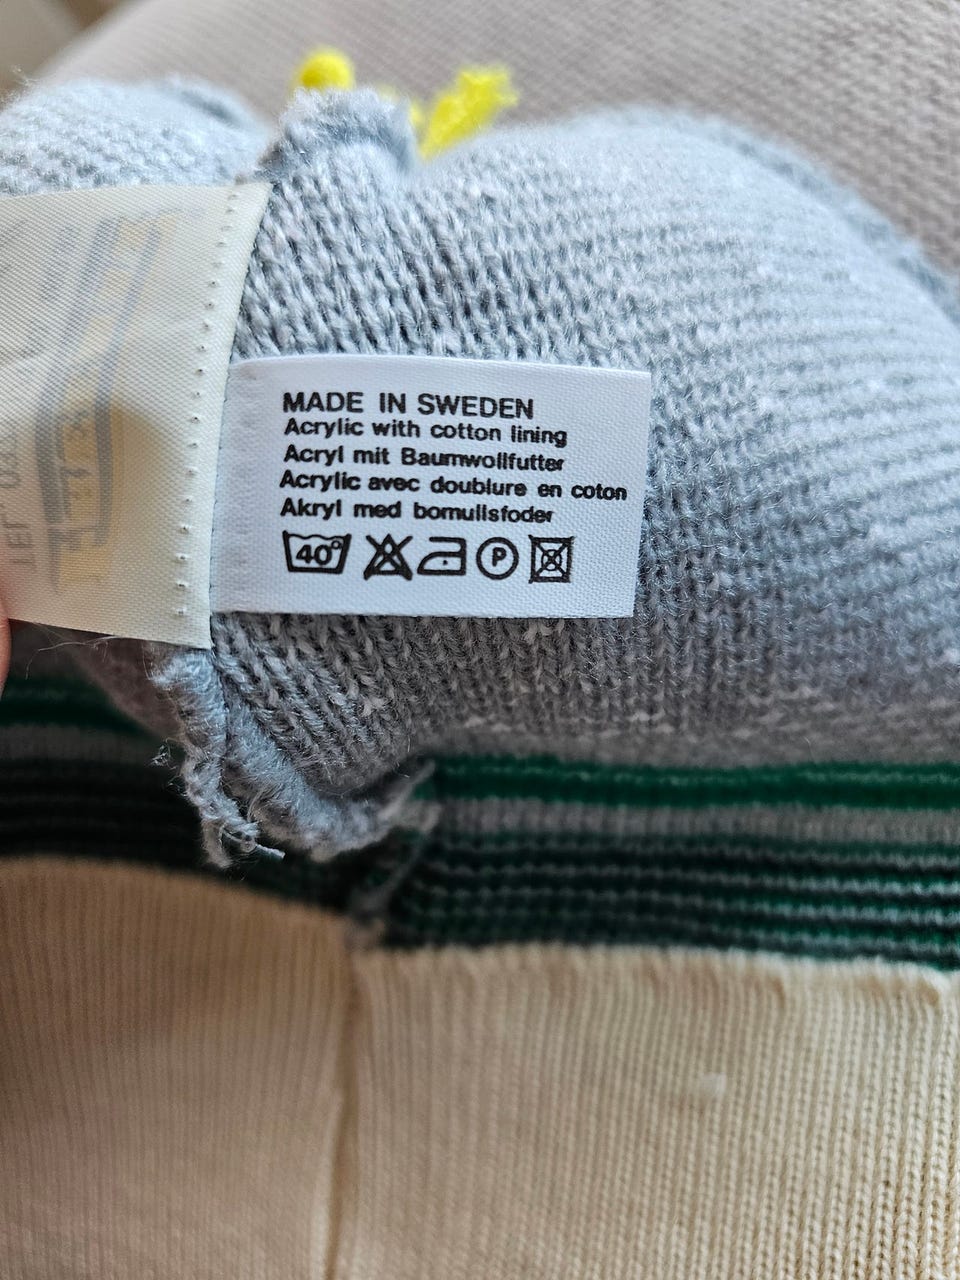 MADE IN SWEDEN
Acrylic with cotton lining
Acryl mit Baumwollfutter
Acrylic avec doublure en coton
Akryl med bomullsfoder
40°
P